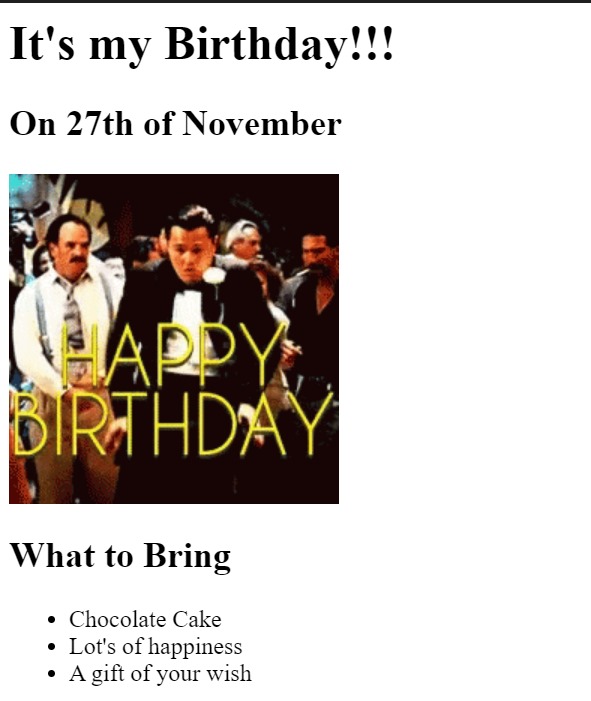 It's my Birthday!!!
On 27th of November
HAPPY
BIRTHDAY
What to Bring
Chocolate Cake
Lot's of happiness
A gift of your wish